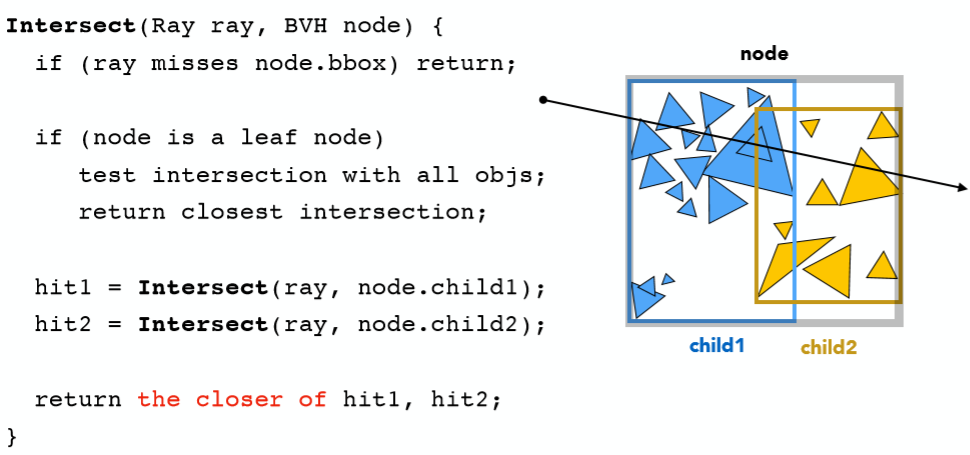 Intersect(Ray ray, BVH node) {
if (ray misses node.bbox) return;
if (node is a leaf node)
test intersection with all objs;
return closest intersection;
hit1 = Intersect(ray, node.child1);
hit2 = Intersect(ray, node.child2);
return the closer of hit1, hit2;
}
node
child1 child2